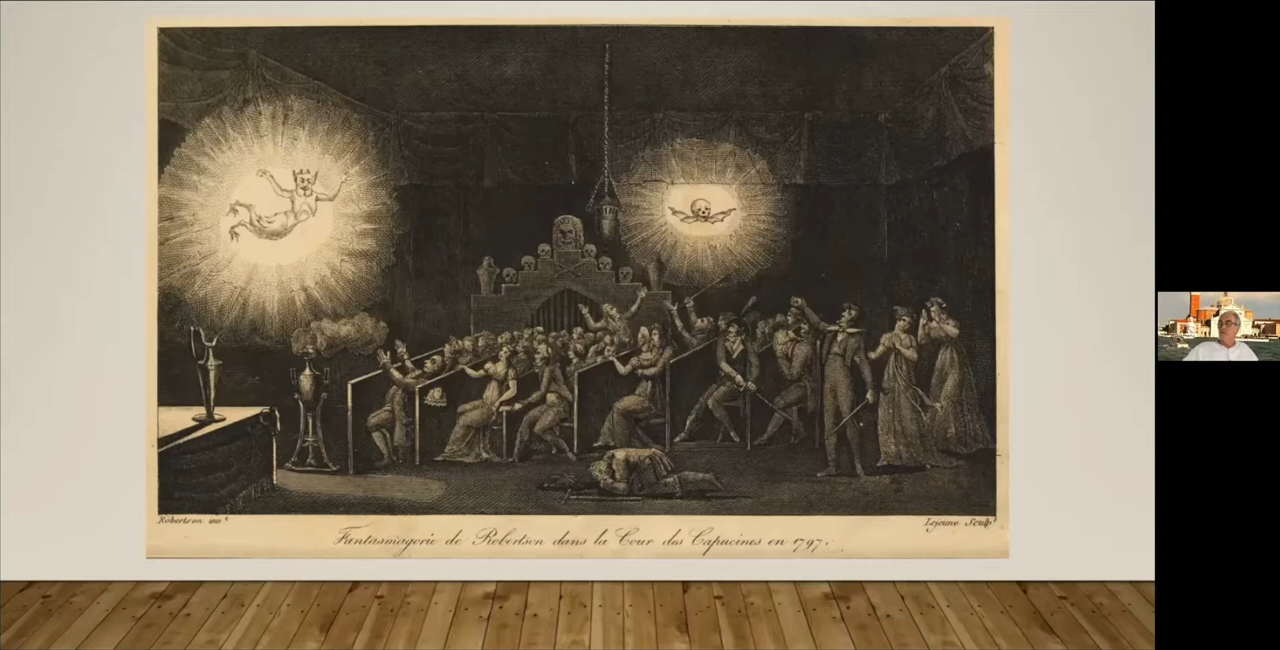 Robertson inv.t
Lejeune Sculp.t
Fantasmagorie de Robertson dans la Cour des Capucines en 1797.